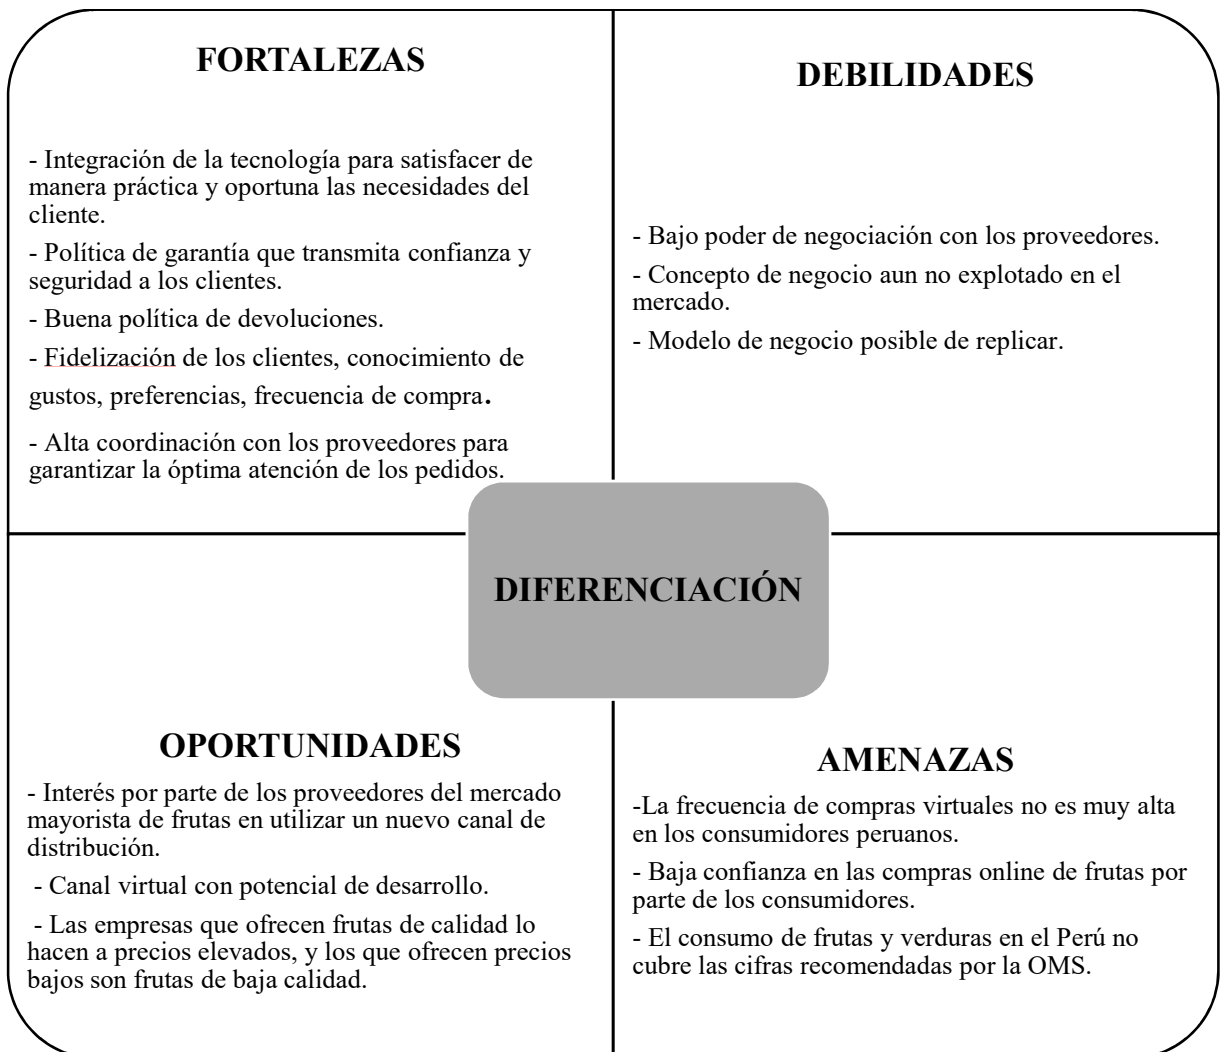 FORTALEZAS
- Integración de la tecnología para satisfacer de
manera práctica y oportuna las necesidades del
cliente.
- Política de garantía que transmita confianza y
seguridad a los clientes.
- Buena política de devoluciones.
- Fidelización de los clientes, conocimiento de
gustos, preferencias, frecuencia de compra.
- Alta coordinación con los proveedores para
garantizar la óptima atención de los pedidos.
DEBILIDADES
- Bajo poder de negociación con los proveedores.
- Concepto de negocio aun no explotado en el
mercado.
- Modelo de negocio posible de replicar.
DIFERENCIACIÓN
OPORTUNIDADES
- Interés por parte de los proveedores del mercado
mayorista de frutas en utilizar un nuevo canal de
distribución.
- Canal virtual con potencial de desarrollo.
- Las empresas que ofrecen frutas de calidad lo
hacen a precios elevados, y los que ofrecen precios
bajos son frutas de baja calidad.
AMENAZAS
-La frecuencia de compras virtuales no es muy alta
en los consumidores peruanos.
- Baja confianza en las compras online de frutas por
parte de los consumidores.
- El consumo de frutas y verduras en el Perú no
cubre las cifras recomendadas por la OMS.